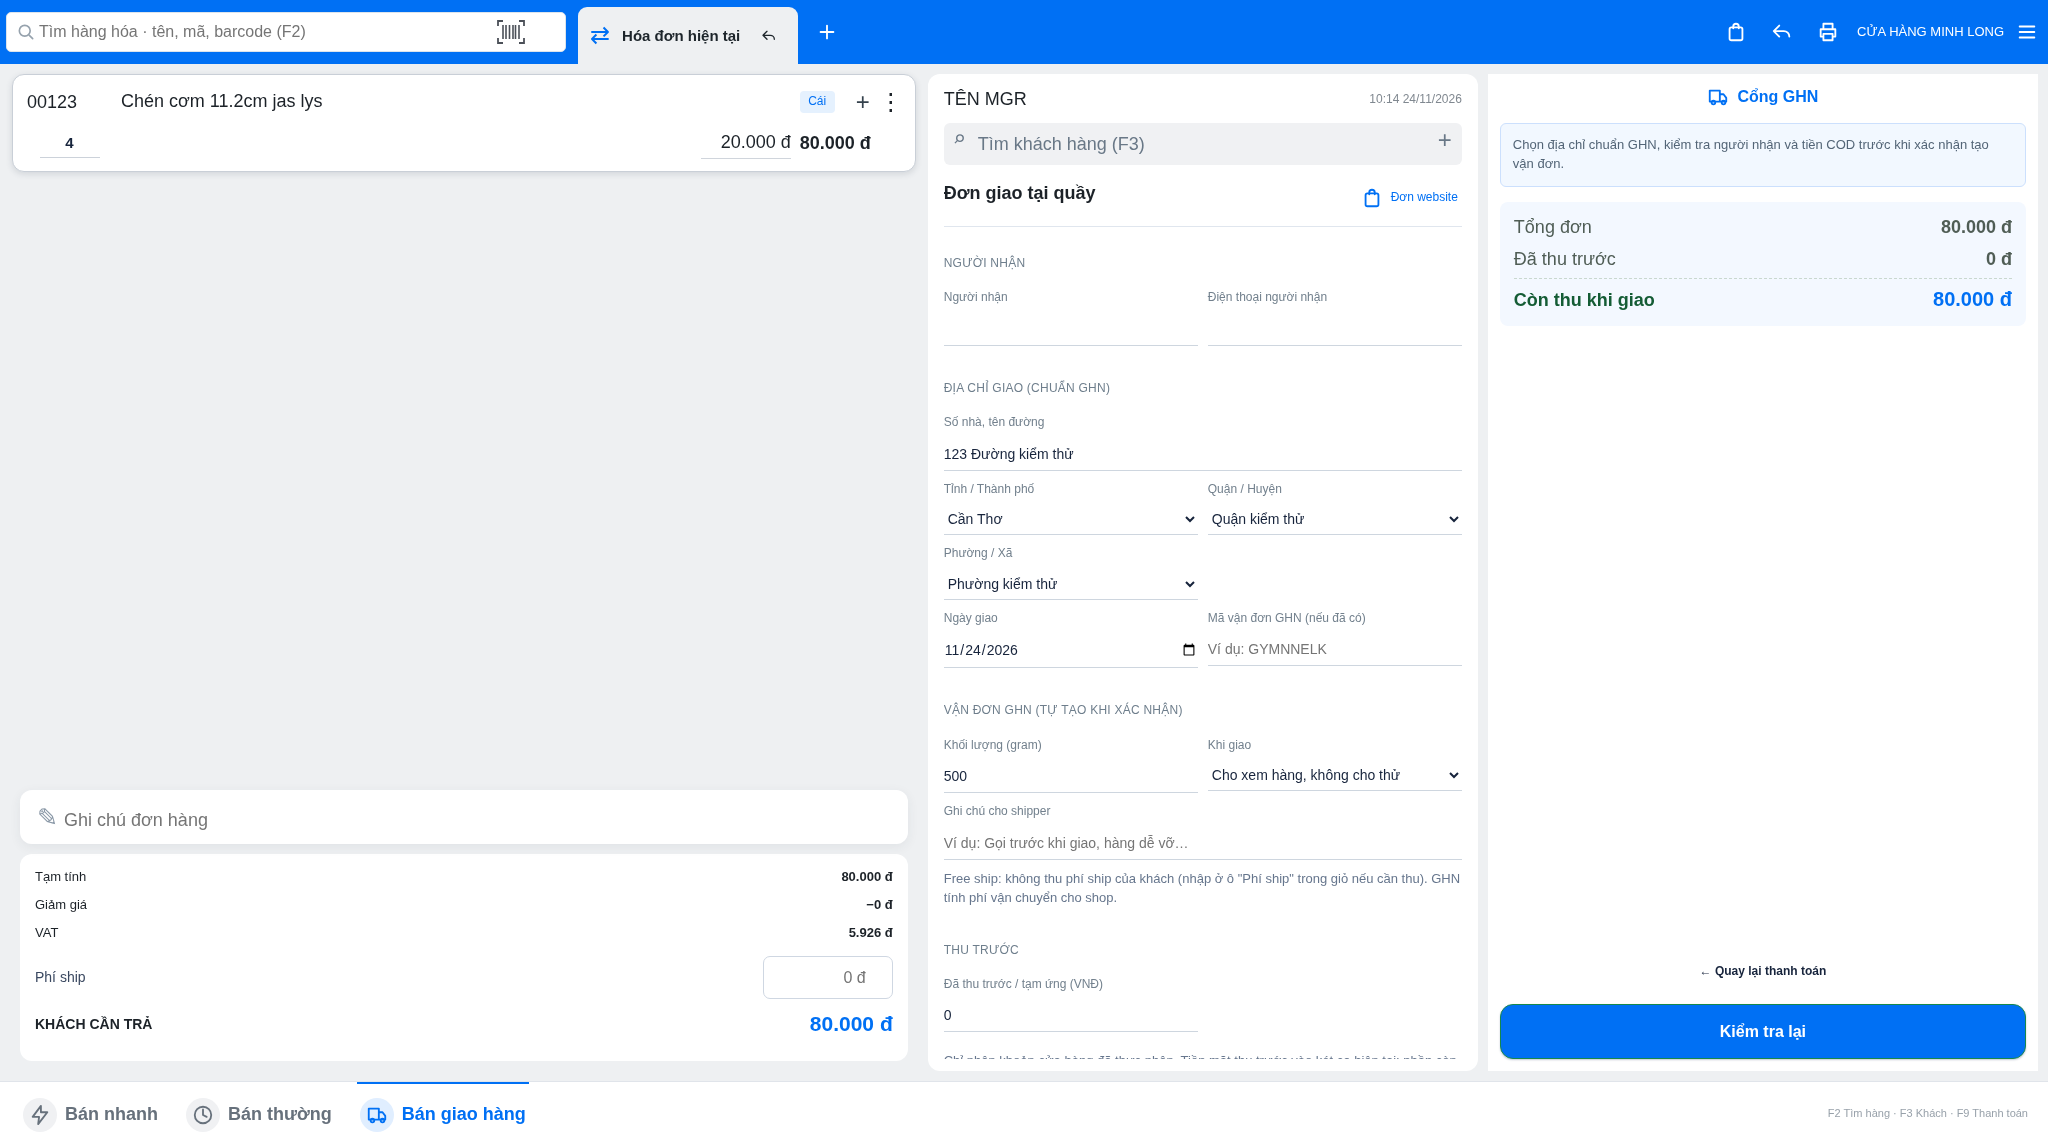 Tìm hàng hóa · tên, mã, barcode (F2)
Hóa đơn hiện tại
CỬA HÀNG MINH LONG
00123
Chén cơm 11.2cm jas lys
Cái
4
20.000 đ
80.000 đ
Ghi chú đơn hàng
Tạm tính
80.000 đ
Giảm giá
−0 đ
VAT
5.926 đ
Phí ship
0 đ
KHÁCH CẦN TRẢ
80.000 đ
TÊN MGR
10:14 24/11/2026
Tìm khách hàng (F3)
Đơn giao tại quầy
Đơn website
NGƯỜI NHẬN
Người nhận
Điện thoại người nhận
ĐỊA CHỈ GIAO (CHUẨN GHN)
Số nhà, tên đường
123 Đường kiểm thử
Tỉnh / Thành phố
Quận / Huyện
Cần Thơ
Quận kiểm thử
Phường / Xã
Phường kiểm thử
Ngày giao
Mã vận đơn GHN (nếu đã có)
11/24/2026
Ví dụ: GYMNNELK
VẬN ĐƠN GHN (TỰ TẠO KHI XÁC NHẬN)
Khối lượng (gram)
Khi giao
500
Cho xem hàng, không cho thử
Ghi chú cho shipper
Ví dụ: Gọi trước khi giao, hàng dễ vỡ…
Free ship: không thu phí ship của khách (nhập ở ô "Phí ship" trong giỏ nếu cần thu). GHN
tính phí vận chuyển cho shop.
THU TRƯỚC
Đã thu trước / tạm ứng (VNĐ)
0
Cổng GHN
Chọn địa chỉ chuẩn GHN, kiểm tra người nhận và tiền COD trước khi xác nhận tạo
vận đơn.
Tổng đơn
80.000 đ
Đã thu trước
0 đ
Còn thu khi giao
80.000 đ
← Quay lại thanh toán
Kiểm tra lại
Bán nhanh
Bán thường
Bán giao hàng
F2 Tìm hàng · F3 Khách · F9 Thanh toán